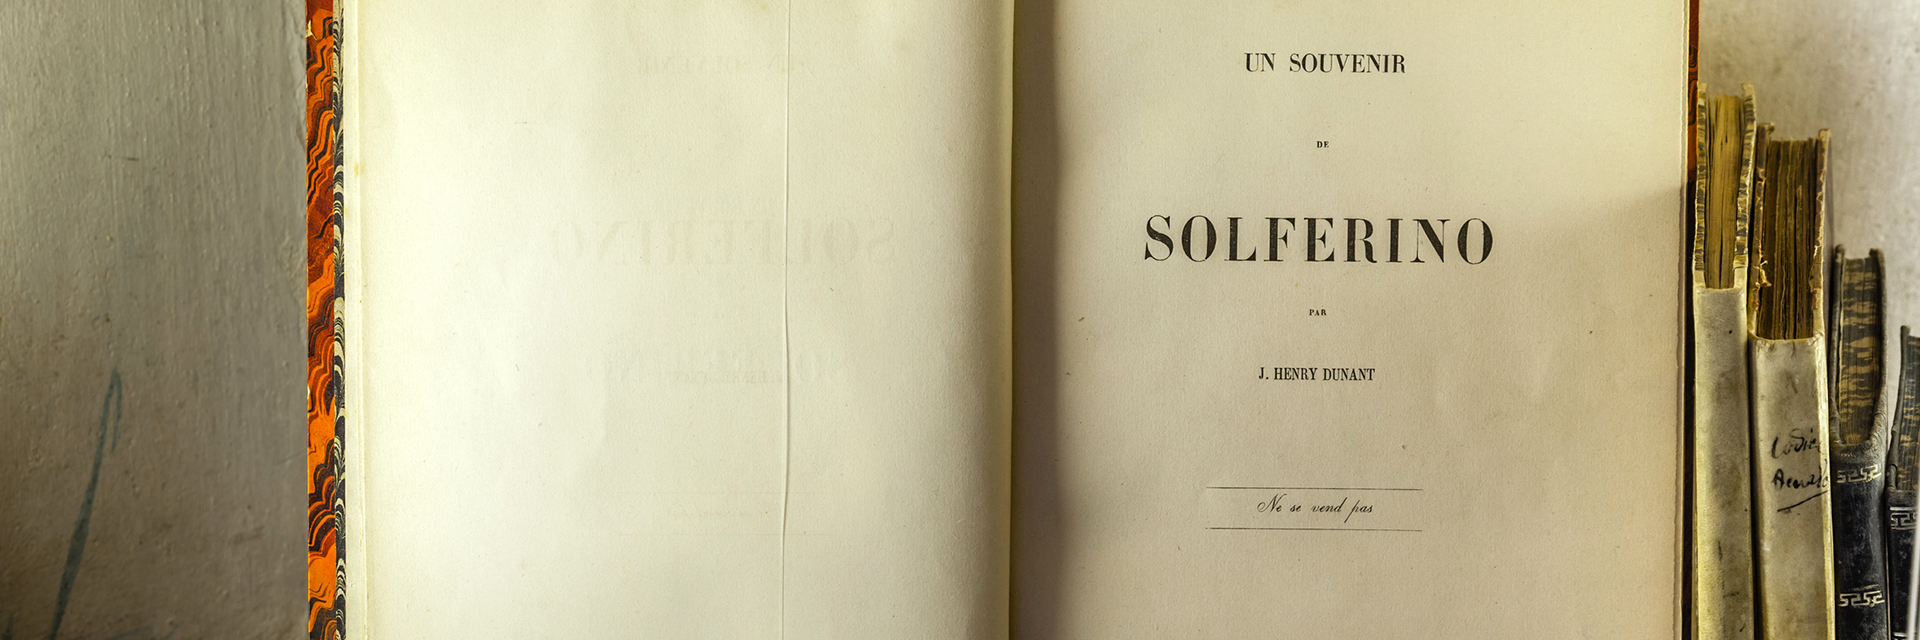 UN SOUVENIR
DE
SOLFERINO
PAR
J. HENRY DUNANT
Ne se vend pas